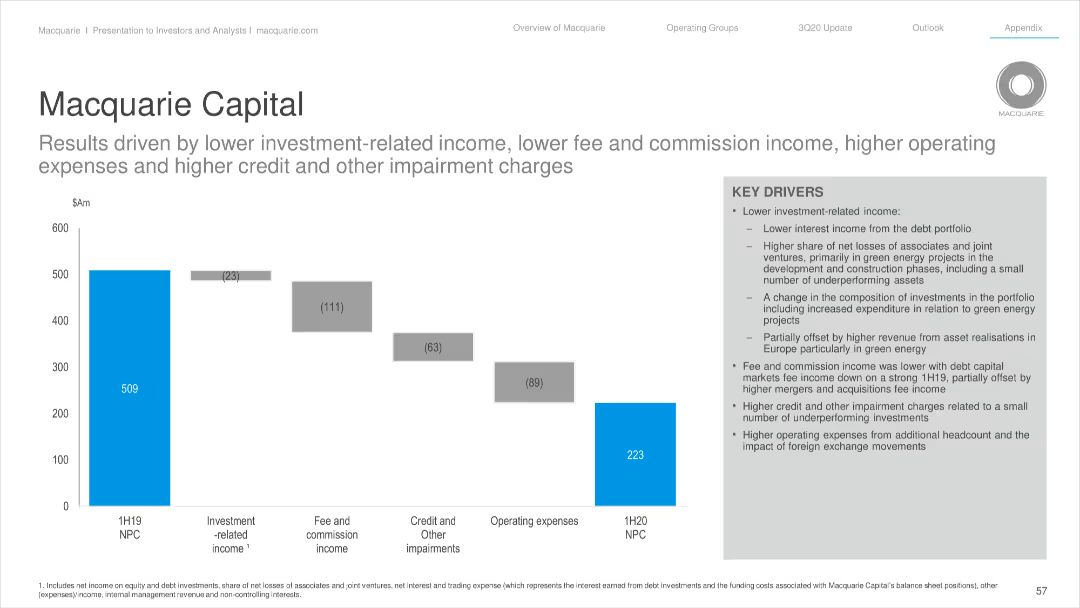 Macquarie I Presentation to Investors and Analysts I macquarie.com
Overview of Macquarie
Operating Groups
3Q20 Update
Outlook
Appendix
MACQUARIE
Macquarie Capital
Results driven by lower investment-related income, lower fee and commission income, higher operating
expenses and higher credit and other impairment charges
$Am
600
500
400
300
200
100
0
509
(23)
(111)
(63)
(89)
223
1H19
NPC
Investment
-related
income 1
Fee and
commission
income
Credit and
Other
impairments
Operating expenses
1H20
NPC
KEY DRIVERS
• Lower investment-related income:
– Lower interest income from the debt portfolio
– Higher share of net losses of associates and joint
ventures, primarily in green energy projects in the
development and construction phases, including a small
number of underperforming assets
– A change in the composition of investments in the portfolio
including increased expenditure in relation to green energy
projects
– Partially offset by higher revenue from asset realisations in
Europe particularly in green energy
• Fee and commission income was lower with debt capital
markets fee income down on a strong 1H19, partially offset by
higher mergers and acquisitions fee income
• Higher credit and other impairment charges related to a small
number of underperforming investments
• Higher operating expenses from additional headcount and the
impact of foreign exchange movements
1. Includes net income on equity and debt investments, share of net losses of associates and joint ventures, net interest and trading expense (which represents the interest earned from debt investments and the funding costs associated with Macquarie Capital's balance sheet positions), other
(expenses)/income, internal management revenue and non-controlling interests.
57